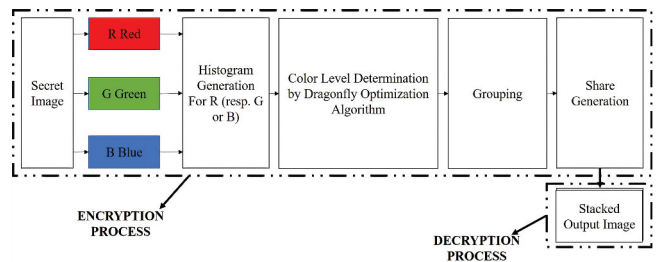 Secret
Image
R Red
G Green
B Blue
Histogram
Generation
For R (resp. G
or B)
Color Level Determination
by Dragonfly Optimization
Algorithm
Grouping
Share
Generation
Stacked
Output Image
ENCRYPTION
PROCESS
DECRYPTION
PROCESS